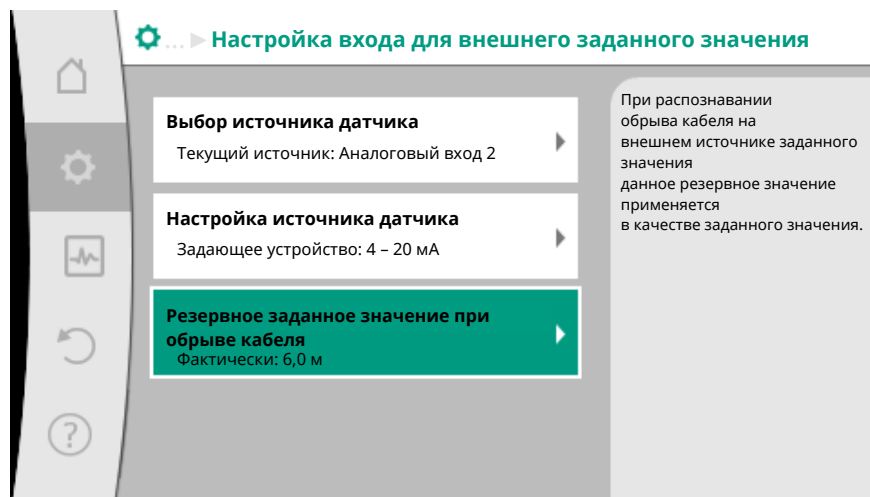 ... ▶ Настройка входа для внешнего заданного значения
Выбор источника датчика
Текущий источник: Аналоговый вход 2
Настройка источника датчика
Задающее устройство: 4 – 20 мА
Резервное заданное значение при
обрыве кабеля
Фактически: 6,0 м
При распознавании
обрыва кабеля на
внешнем источнике заданного
значения
данное резервное значение
применяется
в качестве заданного значения.
?